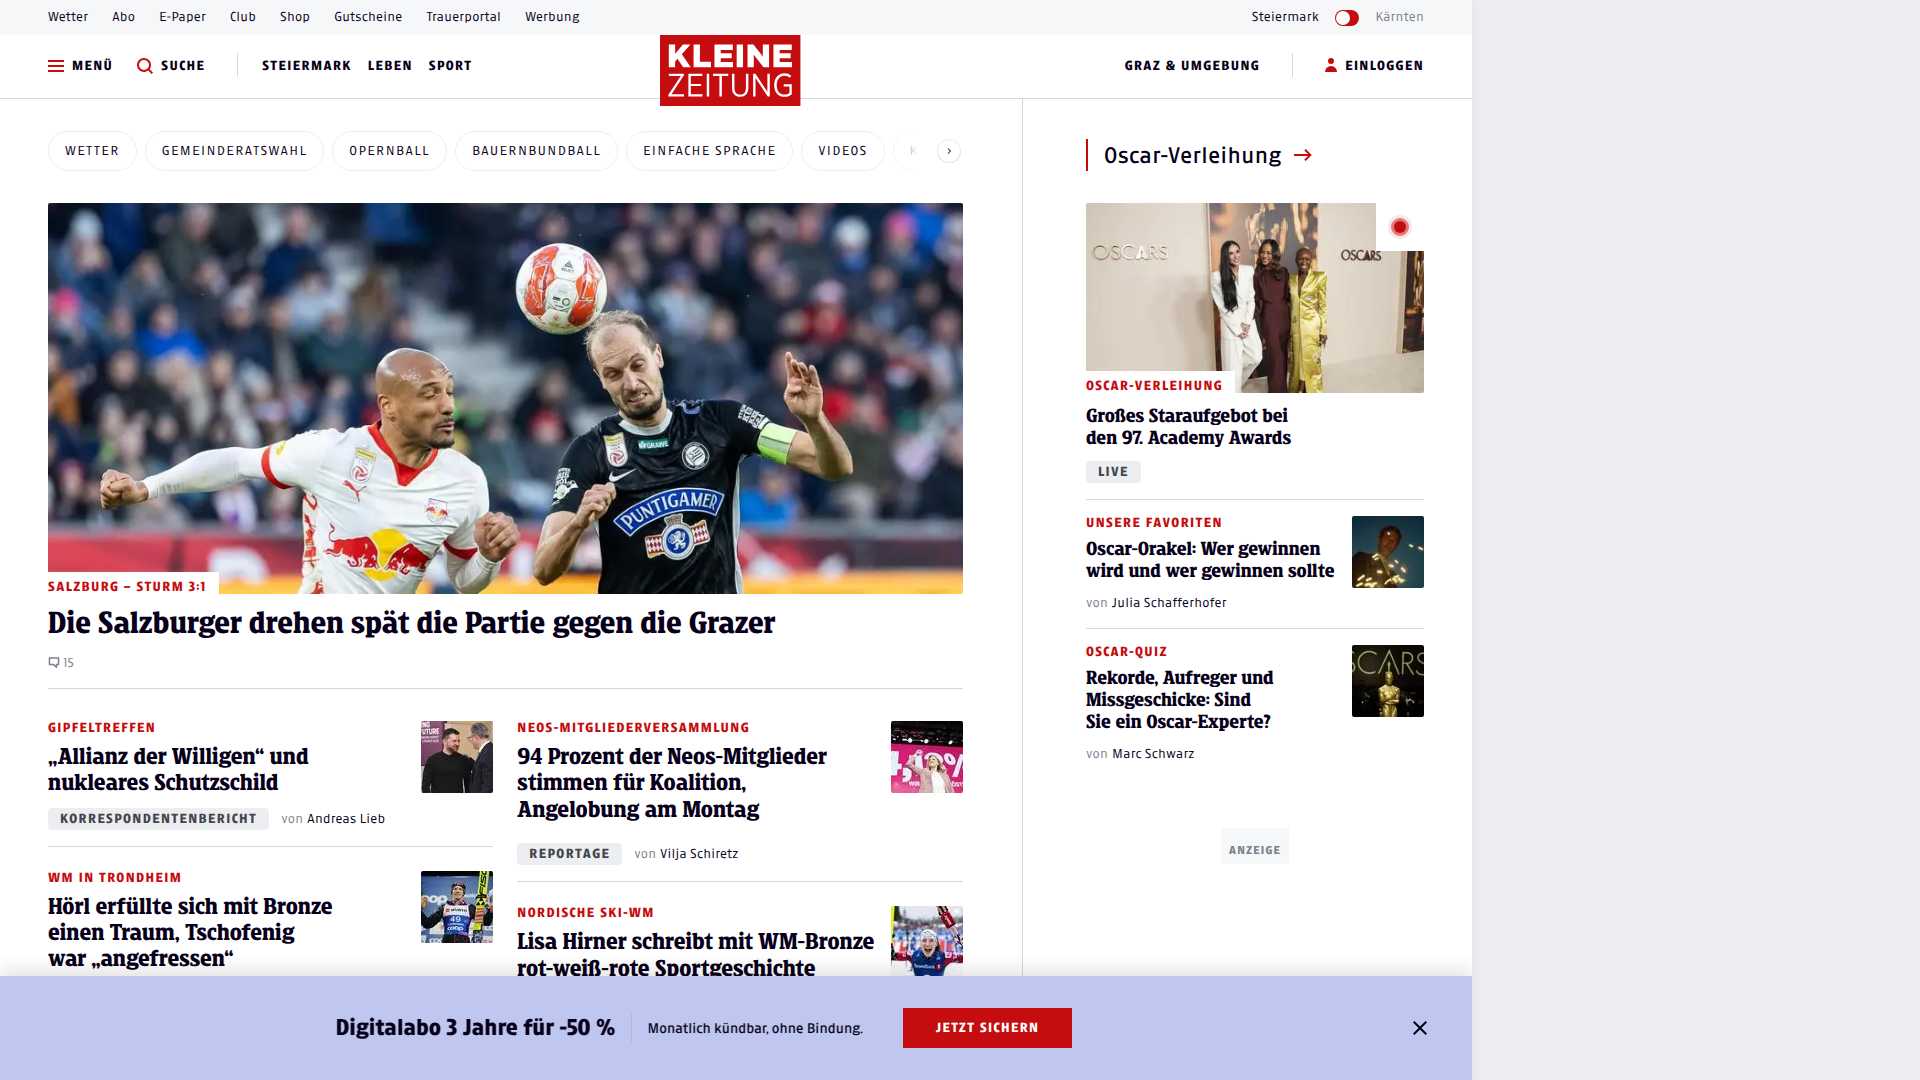 Wetter Abo E-Paper Club Shop Gutscheine Trauerportal Werbung Steiermark Kärnten
MENÜ SUCHE STEIERMARK LEBEN SPORT KLEINE ZEITUNG GRAZ & UMGEBUNG EINLOGGEN
WETTER GEMEINDERATSWAHL OPERNBALL BAUERNBUNDBALL EINFACHE SPRACHE VIDEOS K
PUNTIGAMER
SALZBURG – STURM 3:1
Die Salzburger drehen spät die Partie gegen die Grazer
15
GIPFELTREFFEN
„Allianz der Willigen“ und
nukleares Schutzschild
KORRESPONDENTENBERICHT von Andreas Lieb
WM IN TRONDHEIM
Hörl erfüllte sich mit Bronze
einen Traum, Tschofenig
war „angefressen“
NEOS-MITGLIEDERVERSAMMLUNG
94 Prozent der Neos-Mitglieder
stimmen für Koalition,
Angelobung am Montag
REPORTAGE von Vilja Schiretz
NORDISCHE SKI-WM
Lisa Hirner schreibt mit WM-Bronze
rot-weiß-rote Sportgeschichte
Oscar-Verleihung
OSCARS OSCARS
OSCAR-VERLEIHUNG
Großes Staraufgebot bei
den 97. Academy Awards
LIVE
UNSERE FAVORITEN
Oscar-Orakel: Wer gewinnen
wird und wer gewinnen sollte
von Julia Schafferhofer
OSCAR-QUIZ
Rekorde, Aufreger und
Missgeschicke: Sind
Sie ein Oscar-Experte?
von Marc Schwarz
ANZEIGE
Digitalabo 3 Jahre für -50 % Monatlich kündbar, ohne Bindung. JETZT SICHERN